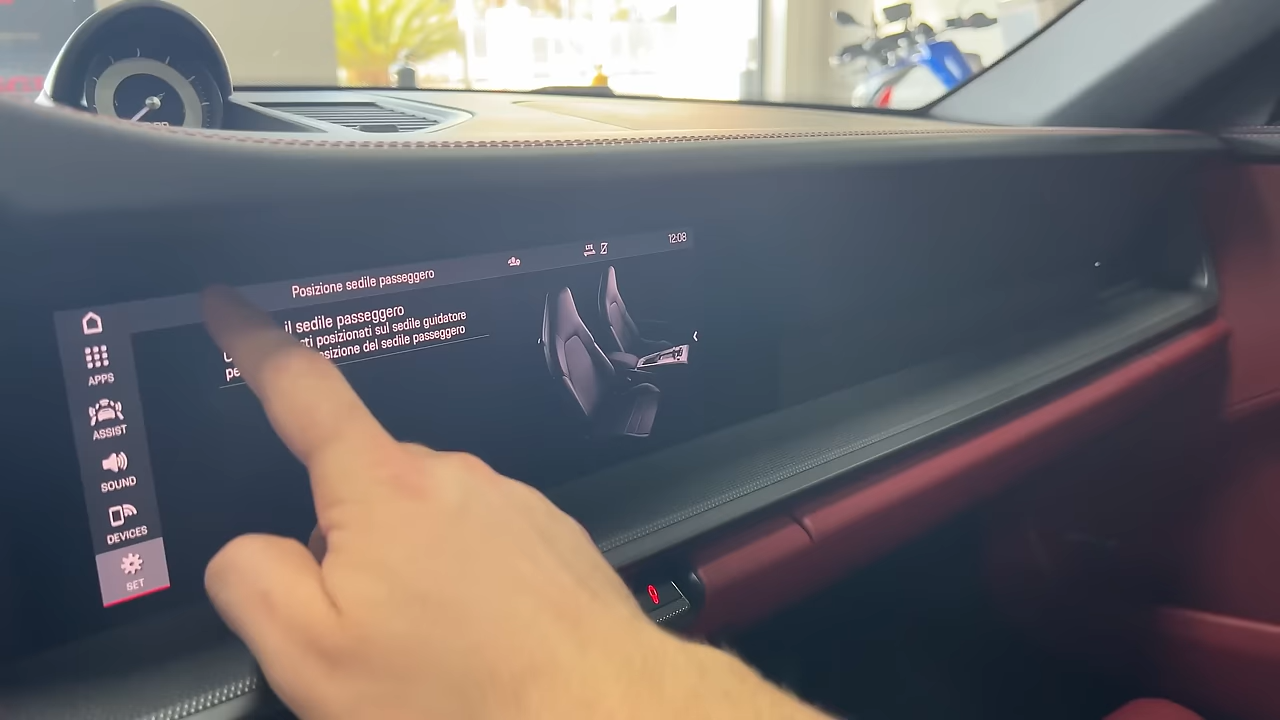 12:08
LTE
Posizione sedile passeggero
il sedile passeggero
posizionati sul sedile guidatore
posizione del sedile passeggero
APPS
ASSIST
SOUND
DEVICES
SET